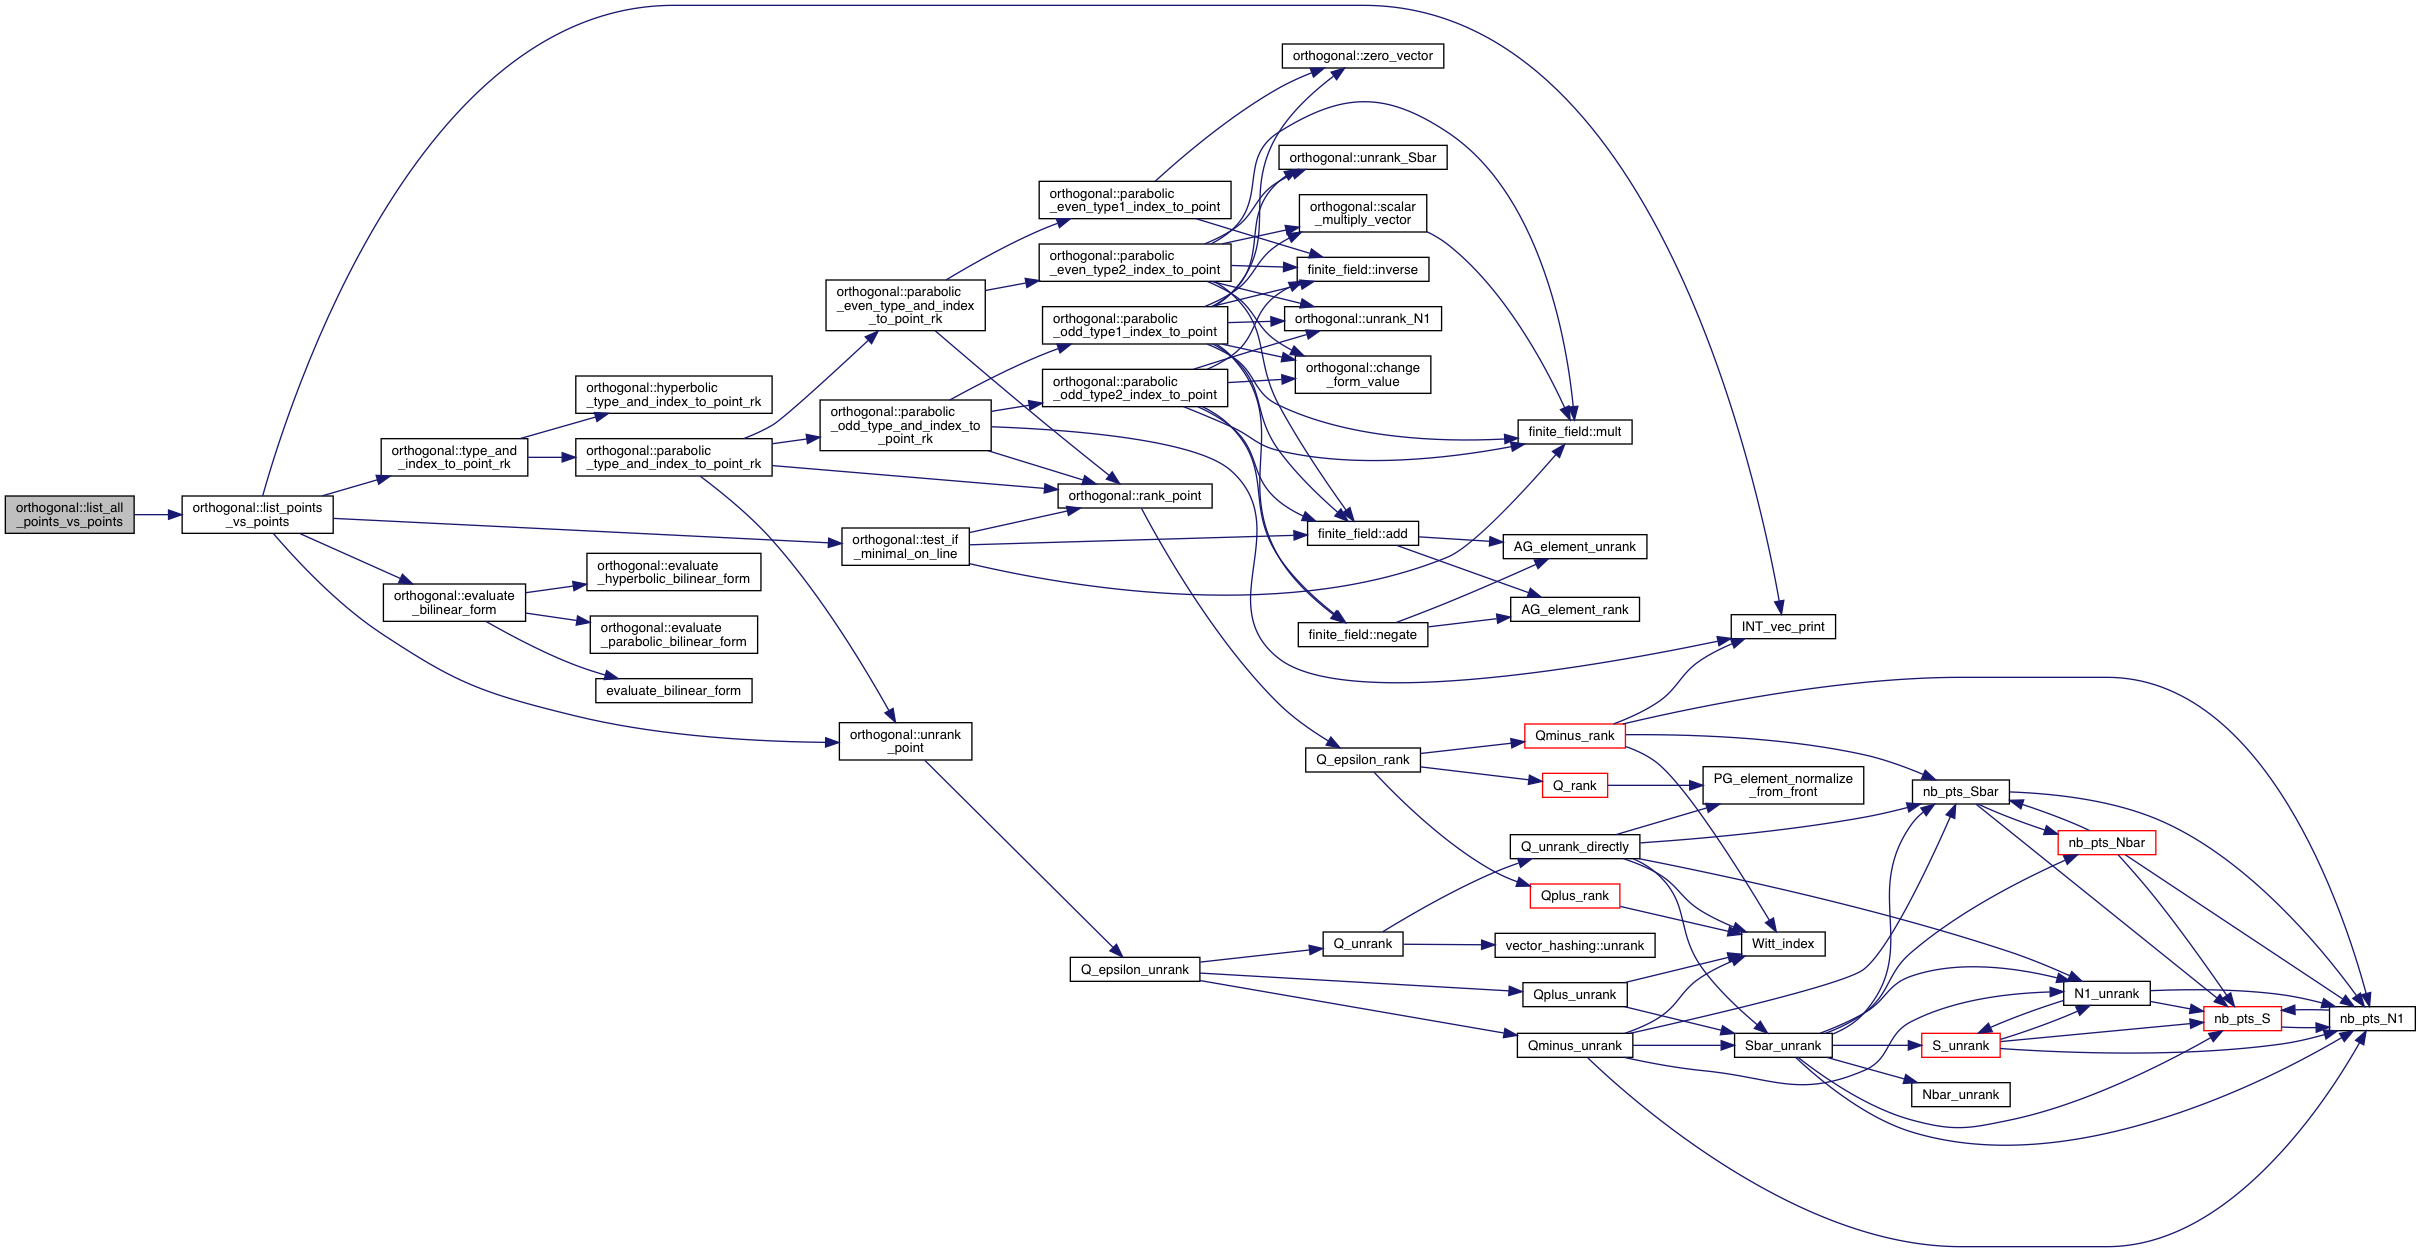 orthogonal::list_all
_points_vs_points
orthogonal::list_points
_vs_points
orthogonal::type_and
_index_to_point_rk
orthogonal::hyperbolic
_type_and_index_to_point_rk
orthogonal::parabolic
_type_and_index_to_point_rk
orthogonal::evaluate
_bilinear_form
orthogonal::evaluate
_hyperbolic_bilinear_form
orthogonal::evaluate
_parabolic_bilinear_form
evaluate_bilinear_form
orthogonal::parabolic
_even_type_and_index
_to_point_rk
orthogonal::parabolic
_odd_type_and_index_to
_point_rk
orthogonal::test_if
_minimal_on_line
orthogonal::unrank
_point
orthogonal::parabolic
_even_type1_index_to_point
orthogonal::parabolic
_even_type2_index_to_point
orthogonal::parabolic
_odd_type1_index_to_point
orthogonal::parabolic
_odd_type2_index_to_point
orthogonal::rank_point
Q_epsilon_unrank
orthogonal::zero_vector
orthogonal::unrank_Sbar
orthogonal::scalar
_multiply_vector
finite_field::inverse
orthogonal::unrank_N1
orthogonal::change
_form_value
finite_field::add
finite_field::negate
Q_epsilon_rank
Q_unrank
finite_field::mult
AG_element_unrank
AG_element_rank
Qminus_rank
Q_rank
Q_unrank_directly
Qplus_rank
vector_hashing::unrank
Qplus_unrank
Qminus_unrank
INT_vec_print
PG_element_normalize
_from_front
Witt_index
Sbar_unrank
nb_pts_Sbar
S_unrank
Nbar_unrank
nb_pts_Nbar
N1_unrank
nb_pts_S
nb_pts_N1